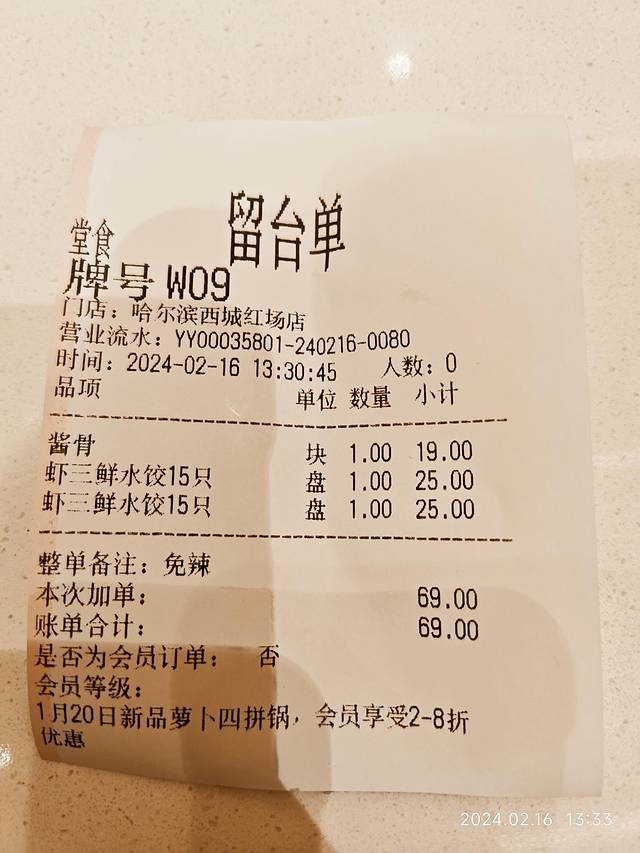 留台单
堂食
牌号 W09
门店：哈尔滨西城红场店
营业流水：YY00035801-240216-0080
时间：2024-02-16 13:30:45 人数：0
品项 单位 数量 小计
酱骨 块 1.00 19.00
虾三鲜水饺15只 盘 1.00 25.00
虾三鲜水饺15只 盘 1.00 25.00
整单备注：免辣
本次加单： 69.00
账单合计： 69.00
是否为会员订单： 否
会员等级：
1月20日新品萝卜四拼锅，会员享受2-8折
优惠
2024.02.16 13:33